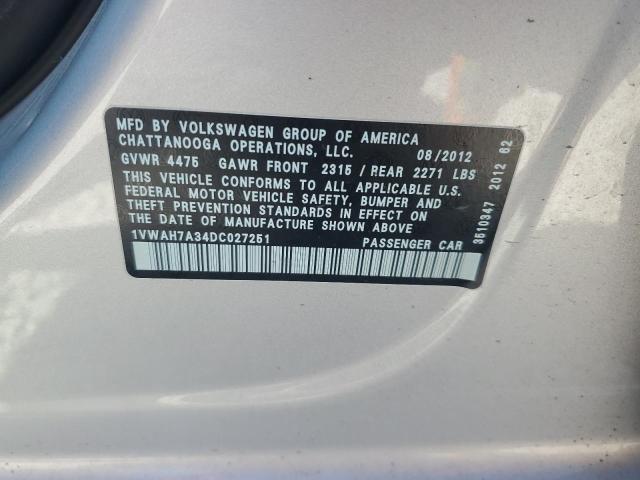 MFD BY VOLKSWAGEN GROUP OF AMERICA
CHATTANOOGA OPERATIONS, LLC. 08/2012
GVWR 4475 GAWR FRONT 2315 / REAR 2271 LBS
THIS VEHICLE CONFORMS TO ALL APPLICABLE U.S.
FEDERAL MOTOR VEHICLE SAFETY, BUMPER AND
THEFT PREVENTION STANDARDS IN EFFECT ON
THE DATE OF MANUFACTURE SHOWN ABOVE
1VWAH7A34DC027251 PASSENGER CAR
3510347 2012 62